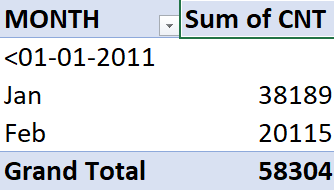 MONTH Sum of CNT
<01-01-2011
Jan 38189
Feb 20115
Grand Total 58304